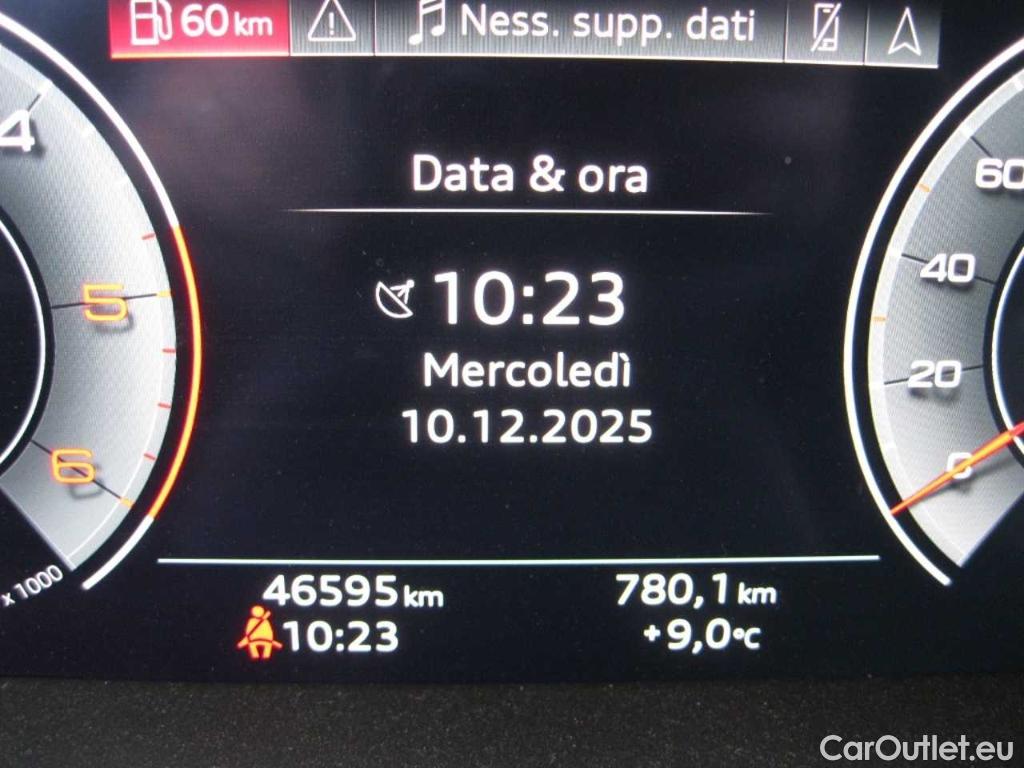 60 km
Ness. supp. dati
Data & ora
10:23
Mercoledì
10.12.2025
4
5
6
x 1000
60
40
20
0
46595 km
780,1 km
10:23
+9,0°C
CarOutlet.eu